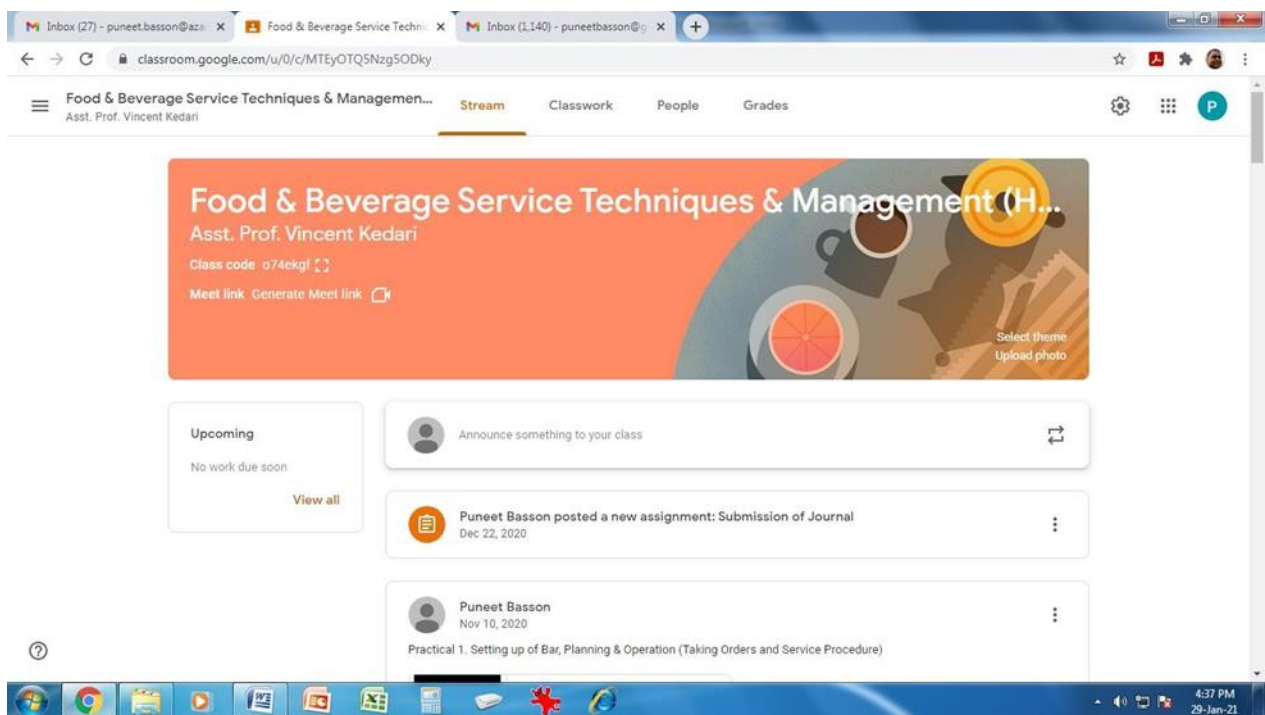 Inbox (27) - puneet.basson@aza
Food & Beverage Service Techni
Inbox (1,140) - puneetbasson@g
classroom.google.com/u/0/c/MTEyOTQ5Nzg5ODky
Food & Beverage Service Techniques & Managemen...
Asst. Prof. Vincent Kedari
Stream
Classwork
People
Grades
P
Food & Beverage Service Techniques & Management (H...
Asst. Prof. Vincent Kedari
Class code o74ekgf
Meet link Generate Meet link
Select theme
Upload photo
Upcoming
No work due soon
View all
Announce something to your class
Puneet Basson posted a new assignment: Submission of Journal
Dec 22, 2020
Puneet Basson
Nov 10, 2020
Practical 1. Setting up of Bar, Planning & Operation (Taking Orders and Service Procedure)
4:37 PM
29-Jan-21